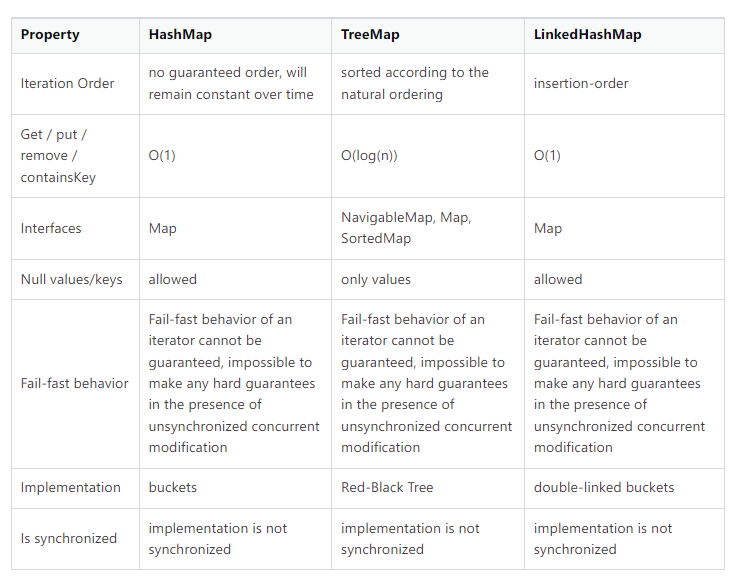 Property HashMap TreeMap LinkedHashMap
Iteration Order
no guaranteed order, will
remain constant over time
sorted according to the
natural ordering
insertion-order
Get / put /
remove /
containsKey
O(1)
O(log(n))
O(1)
Interfaces
Map
NavigableMap, Map,
SortedMap
Map
Null values/keys
allowed
only values
allowed
Fail-fast behavior
Fail-fast behavior of an
iterator cannot be
guaranteed, impossible to
make any hard guarantees
in the presence of
unsynchronized concurrent
modification
Fail-fast behavior of an
iterator cannot be
guaranteed, impossible to
make any hard guarantees
in the presence of
unsynchronized concurrent
modification
Fail-fast behavior of an
iterator cannot be
guaranteed, impossible to
make any hard guarantees
in the presence of
unsynchronized concurrent
modification
Implementation
buckets
Red-Black Tree
double-linked buckets
Is synchronized
implementation is not
synchronized
implementation is not
synchronized
implementation is not
synchronized